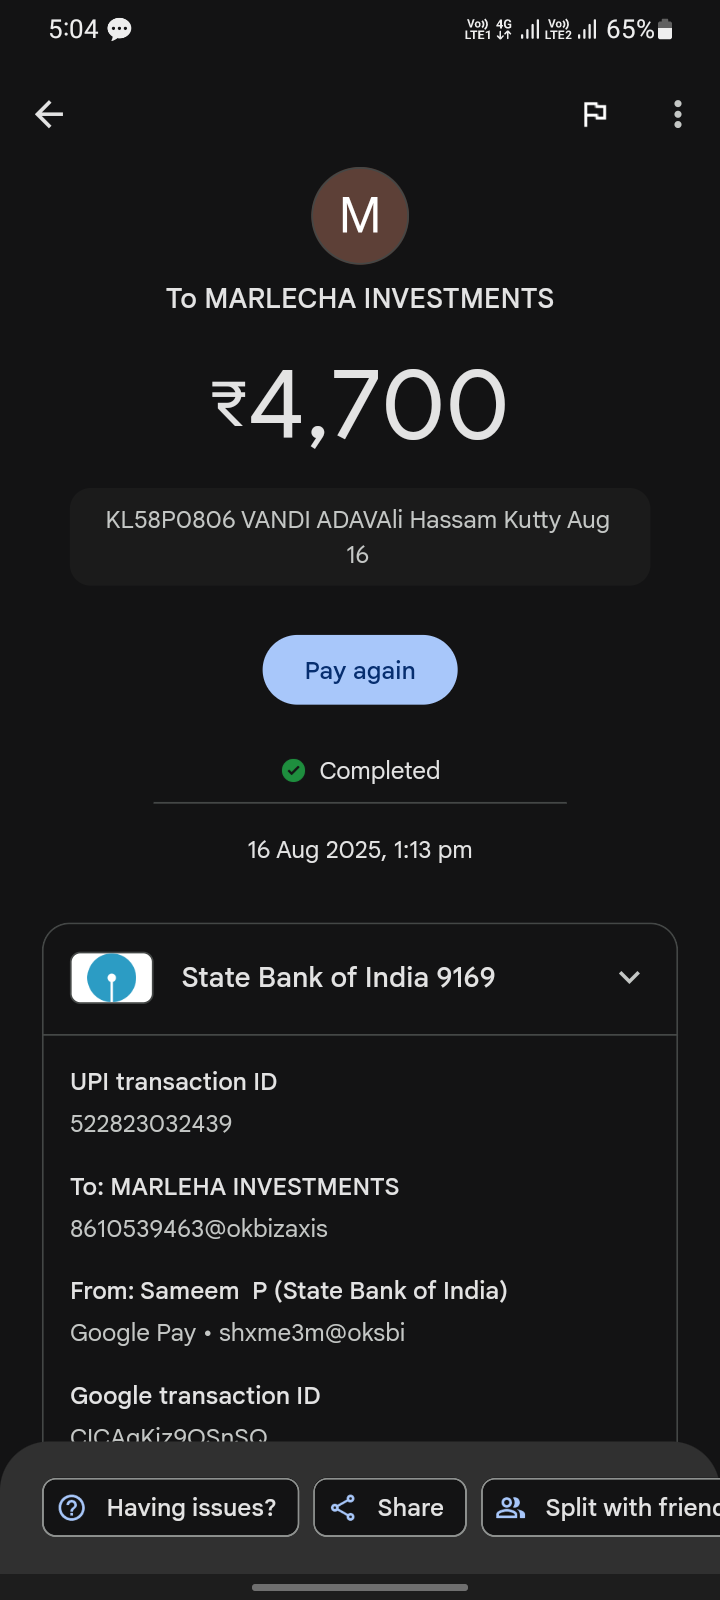 5:04
Vo)) 4G Vo)) 65%
LTE1 LTE2
M
To MARLECHA INVESTMENTS
₹4,700
KL58P0806 VANDI ADAVAli Hassam Kutty Aug
16
Pay again
Completed
16 Aug 2025, 1:13 pm
State Bank of India 9169
UPI transaction ID
522823032439
To: MARLEHA INVESTMENTS
8610539463@okbizaxis
From: Sameem P (State Bank of India)
Google Pay • shxme3m@oksbi
Google transaction ID
Having issues?
Share
Split with friend